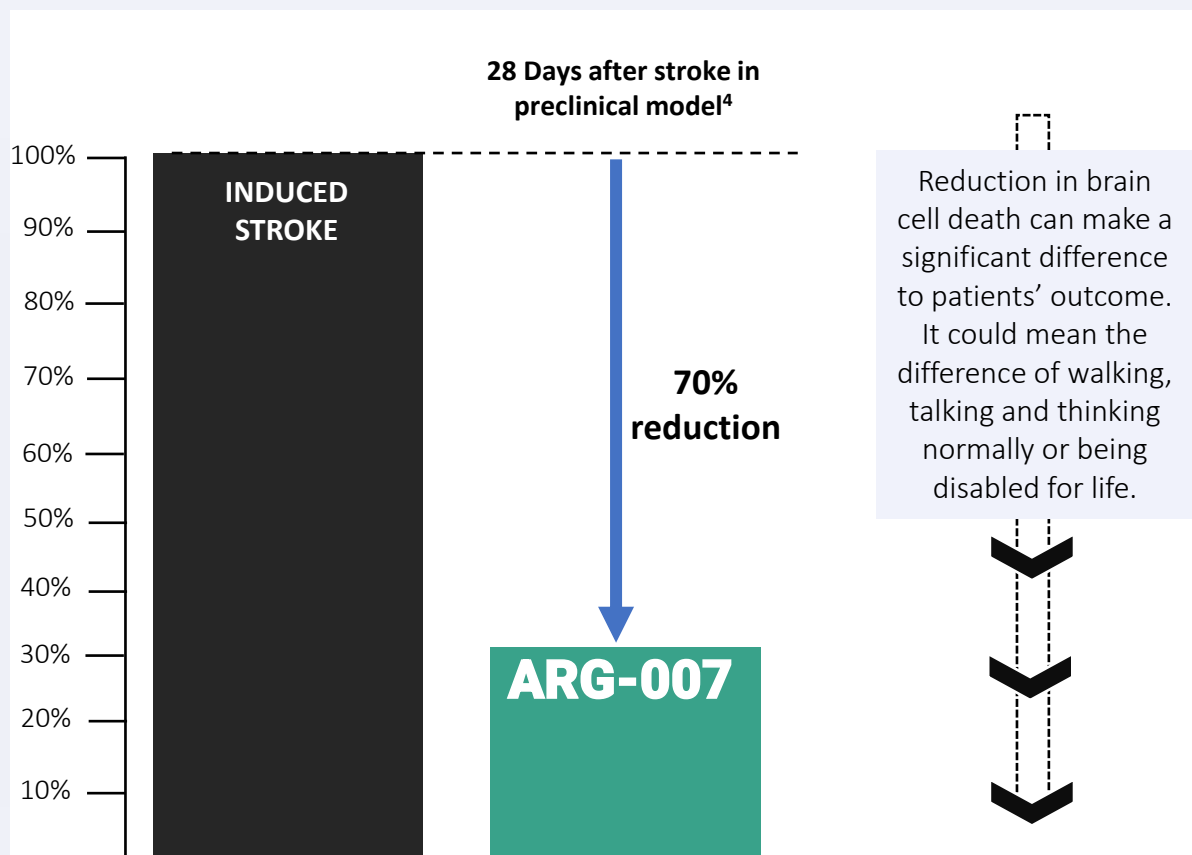 28 Days after stroke in
preclinical model⁴
100%
90%
80%
70%
60%
50%
40%
30%
20%
10%
INDUCED
STROKE
70%
reduction
ARG-007
Reduction in brain
cell death can make a
significant difference
to patients’ outcome.
It could mean the
difference of walking,
talking and thinking
normally or being
disabled for life.